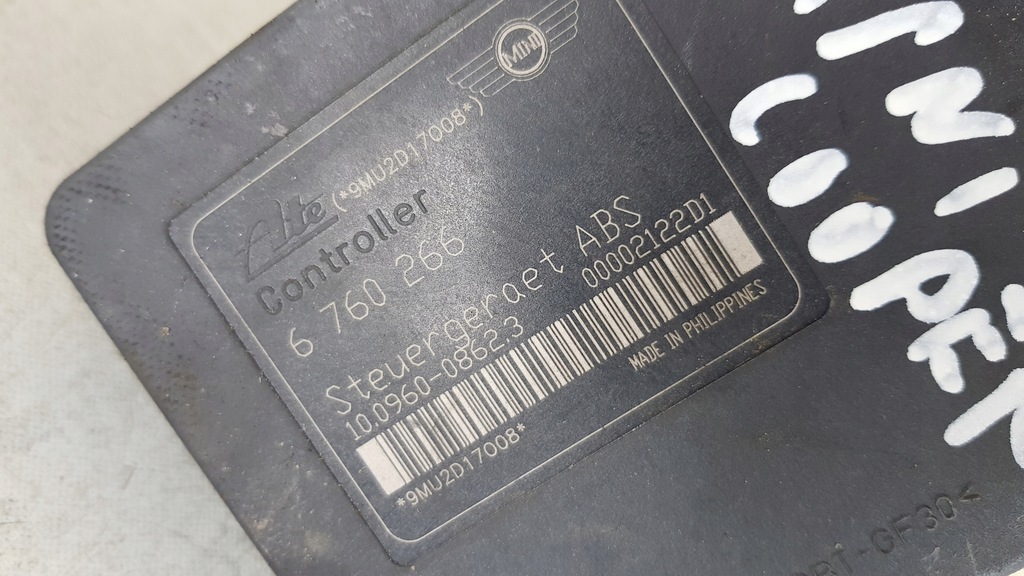 Mini
Ate (*9MU2D17008*)
Controller
6 760 266
Steuergeraet ABS
10.0960-0862.3 00002122D1
*9MU2D17008*
MADE IN PHILIPPINES
MINI
COOPER
-GF30<